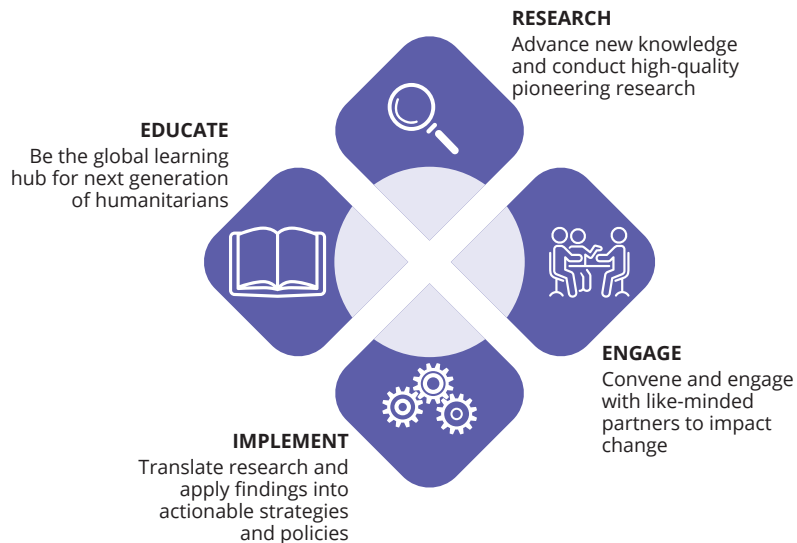 RESEARCH
Advance new knowledge
and conduct high-quality
pioneering research
EDUCATE
Be the global learning
hub for next generation
of humanitarians
ENGAGE
Convene and engage
with like-minded
partners to impact
change
IMPLEMENT
Translate research and
apply findings into
actionable strategies
and policies